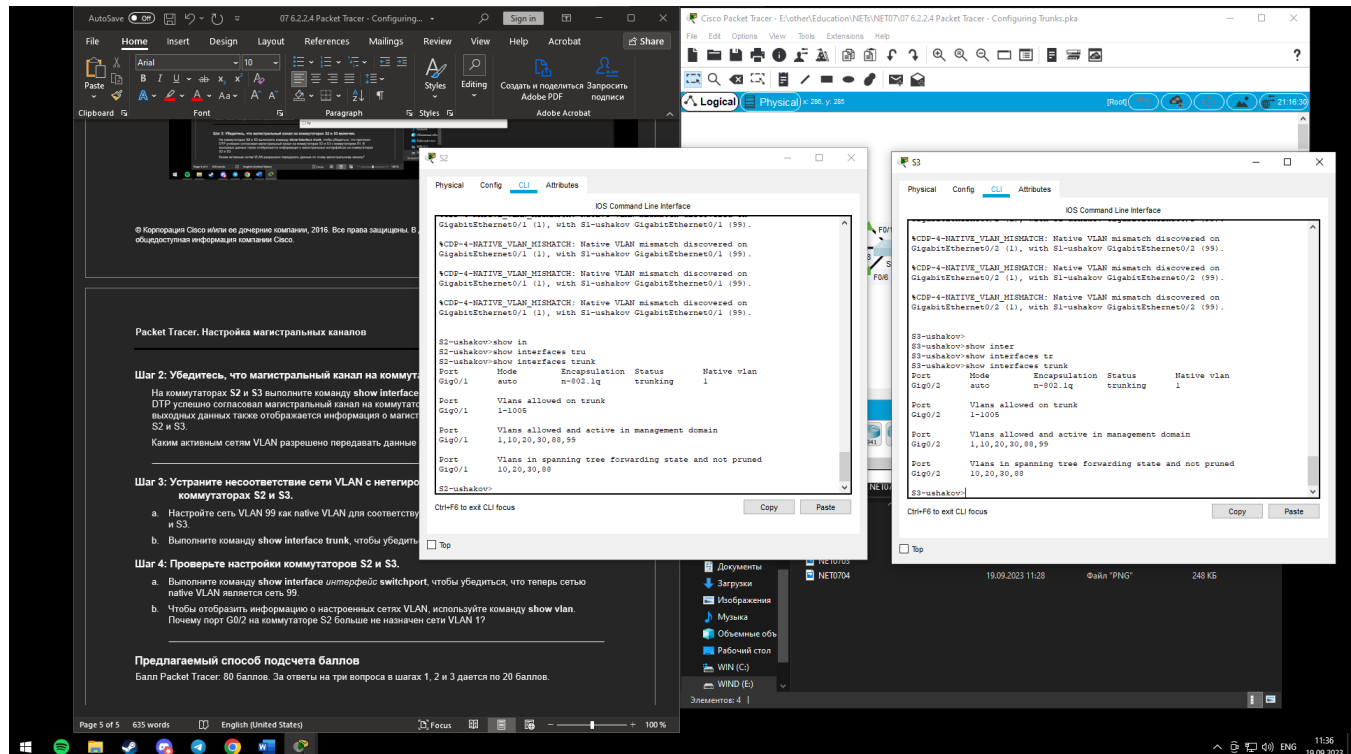 AutoSave
Off
07 6.2.2.4 Packet Tracer - Configuring...
Sign in
File Home Insert Design Layout References Mailings Review View Help Acrobat
Share
Paste
Arial
10
Styles
Editing
Создать и поделиться Adobe PDF
Запросить подписи
Clipboard
Font
Paragraph
Styles
Adobe Acrobat
© Корпорация Cisco и/или ее дочерние компании, 2016. Все права защищены. В
общедоступная информация компании Cisco.
Packet Tracer. Настройка магистральных каналов
Шаг 2: Убедитесь, что магистральный канал на коммут
На коммутаторах S2 и S3 выполните команду show interface
DTP успешно согласовал магистральный канал на коммутато
выходных данных также отображается информация о магист
S2 и S3.
Каким активным сетям VLAN разрешено передавать данные
Шаг 3: Устраните несоответствие сети VLAN с нетегиро
коммутаторах S2 и S3.
a. Настройте сеть VLAN 99 как native VLAN для соответству
и S3.
b. Выполните команду show interface trunk, чтобы убедить
Шаг 4: Проверьте настройки коммутаторов S2 и S3.
a. Выполните команду show interface интерфейс switchport, чтобы убедиться, что теперь сетью
native VLAN является сеть 99.
b. Чтобы отобразить информацию о настроенных сетях VLAN, используйте команду show vlan.
Почему порт G0/2 на коммутаторе S2 больше не назначен сети VLAN 1?
Предлагаемый способ подсчета баллов
Балл Packet Tracer: 80 баллов. За ответы на три вопроса в шагах 1, 2 и 3 дается по 20 баллов.
Page 5 of 5 635 words English (United States) Focus 100 %
Cisco Packet Tracer - E:\other\Education\NETs\NET07\07 6.2.2.4 Packet Tracer - Configuring Trunks.pka
File Edit Options View Tools Extensions Help
Logical Physical x: 285, y: 285 [Root] 21:16:30
S2
Physical Config CLI Attributes
IOS Command Line Interface
GigabitEthernet0/1 (1), with S1-ushakov GigabitEthernet0/1 (99).
%CDP-4-NATIVE_VLAN_MISMATCH: Native VLAN mismatch discovered on
GigabitEthernet0/1 (1), with S1-ushakov GigabitEthernet0/1 (99).
%CDP-4-NATIVE_VLAN_MISMATCH: Native VLAN mismatch discovered on
GigabitEthernet0/1 (1), with S1-ushakov GigabitEthernet0/1 (99).
%CDP-4-NATIVE_VLAN_MISMATCH: Native VLAN mismatch discovered on
GigabitEthernet0/1 (1), with S1-ushakov GigabitEthernet0/1 (99).
S2-ushakov>show in
S2-ushakov>show interfaces tru
S2-ushakov>show interfaces trunk
Port Mode Encapsulation Status Native vlan
Gig0/1 auto n-802.1q trunking 1
Port Vlans allowed on trunk
Gig0/1 1-1005
Port Vlans allowed and active in management domain
Gig0/1 1,10,20,30,88,99
Port Vlans in spanning tree forwarding state and not pruned
Gig0/1 10,20,30,88
S2-ushakov>
Ctrl+F6 to exit CLI focus
Copy Paste
Top
S3
Physical Config CLI Attributes
IOS Command Line Interface
%CDP-4-NATIVE_VLAN_MISMATCH: Native VLAN mismatch discovered on
GigabitEthernet0/2 (1), with S1-ushakov GigabitEthernet0/2 (99).
%CDP-4-NATIVE_VLAN_MISMATCH: Native VLAN mismatch discovered on
GigabitEthernet0/2 (1), with S1-ushakov GigabitEthernet0/2 (99).
%CDP-4-NATIVE_VLAN_MISMATCH: Native VLAN mismatch discovered on
GigabitEthernet0/2 (1), with S1-ushakov GigabitEthernet0/2 (99).
S3-ushakov>
S3-ushakov>show inter
S3-ushakov>show interfaces tr
S3-ushakov>show interfaces trunk
Port Mode Encapsulation Status Native vlan
Gig0/2 auto n-802.1q trunking 1
Port Vlans allowed on trunk
Gig0/2 1-1005
Port Vlans allowed and active in management domain
Gig0/2 1,10,20,30,88,99
Port Vlans in spanning tree forwarding state and not pruned
Gig0/2 10,20,30,88
S3-ushakov>
Ctrl+F6 to exit CLI focus
Copy Paste
Top
F0/6
Документы
Загрузки
Изображения
Музыка
Объемные объ
Рабочий стол
WIN (C:)
WIND (E:)
NET0703
NET0704 19.09.2023 11:28 Файл "PNG" 248 КБ
Элементов: 4
ENG
11:36
19.09.2023